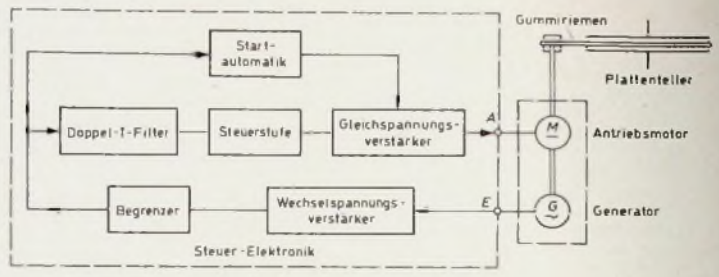 Gummiriemen
Start-
automatik
Plattenteller
A
Doppel-T-Filter
Steuerstufe
Gleichspannungs-
verstärker
M
Antriebsmotor
Begrenzer
Wechselspannungs-
verstärker
E
G
Generator
Steuer-Elektronik